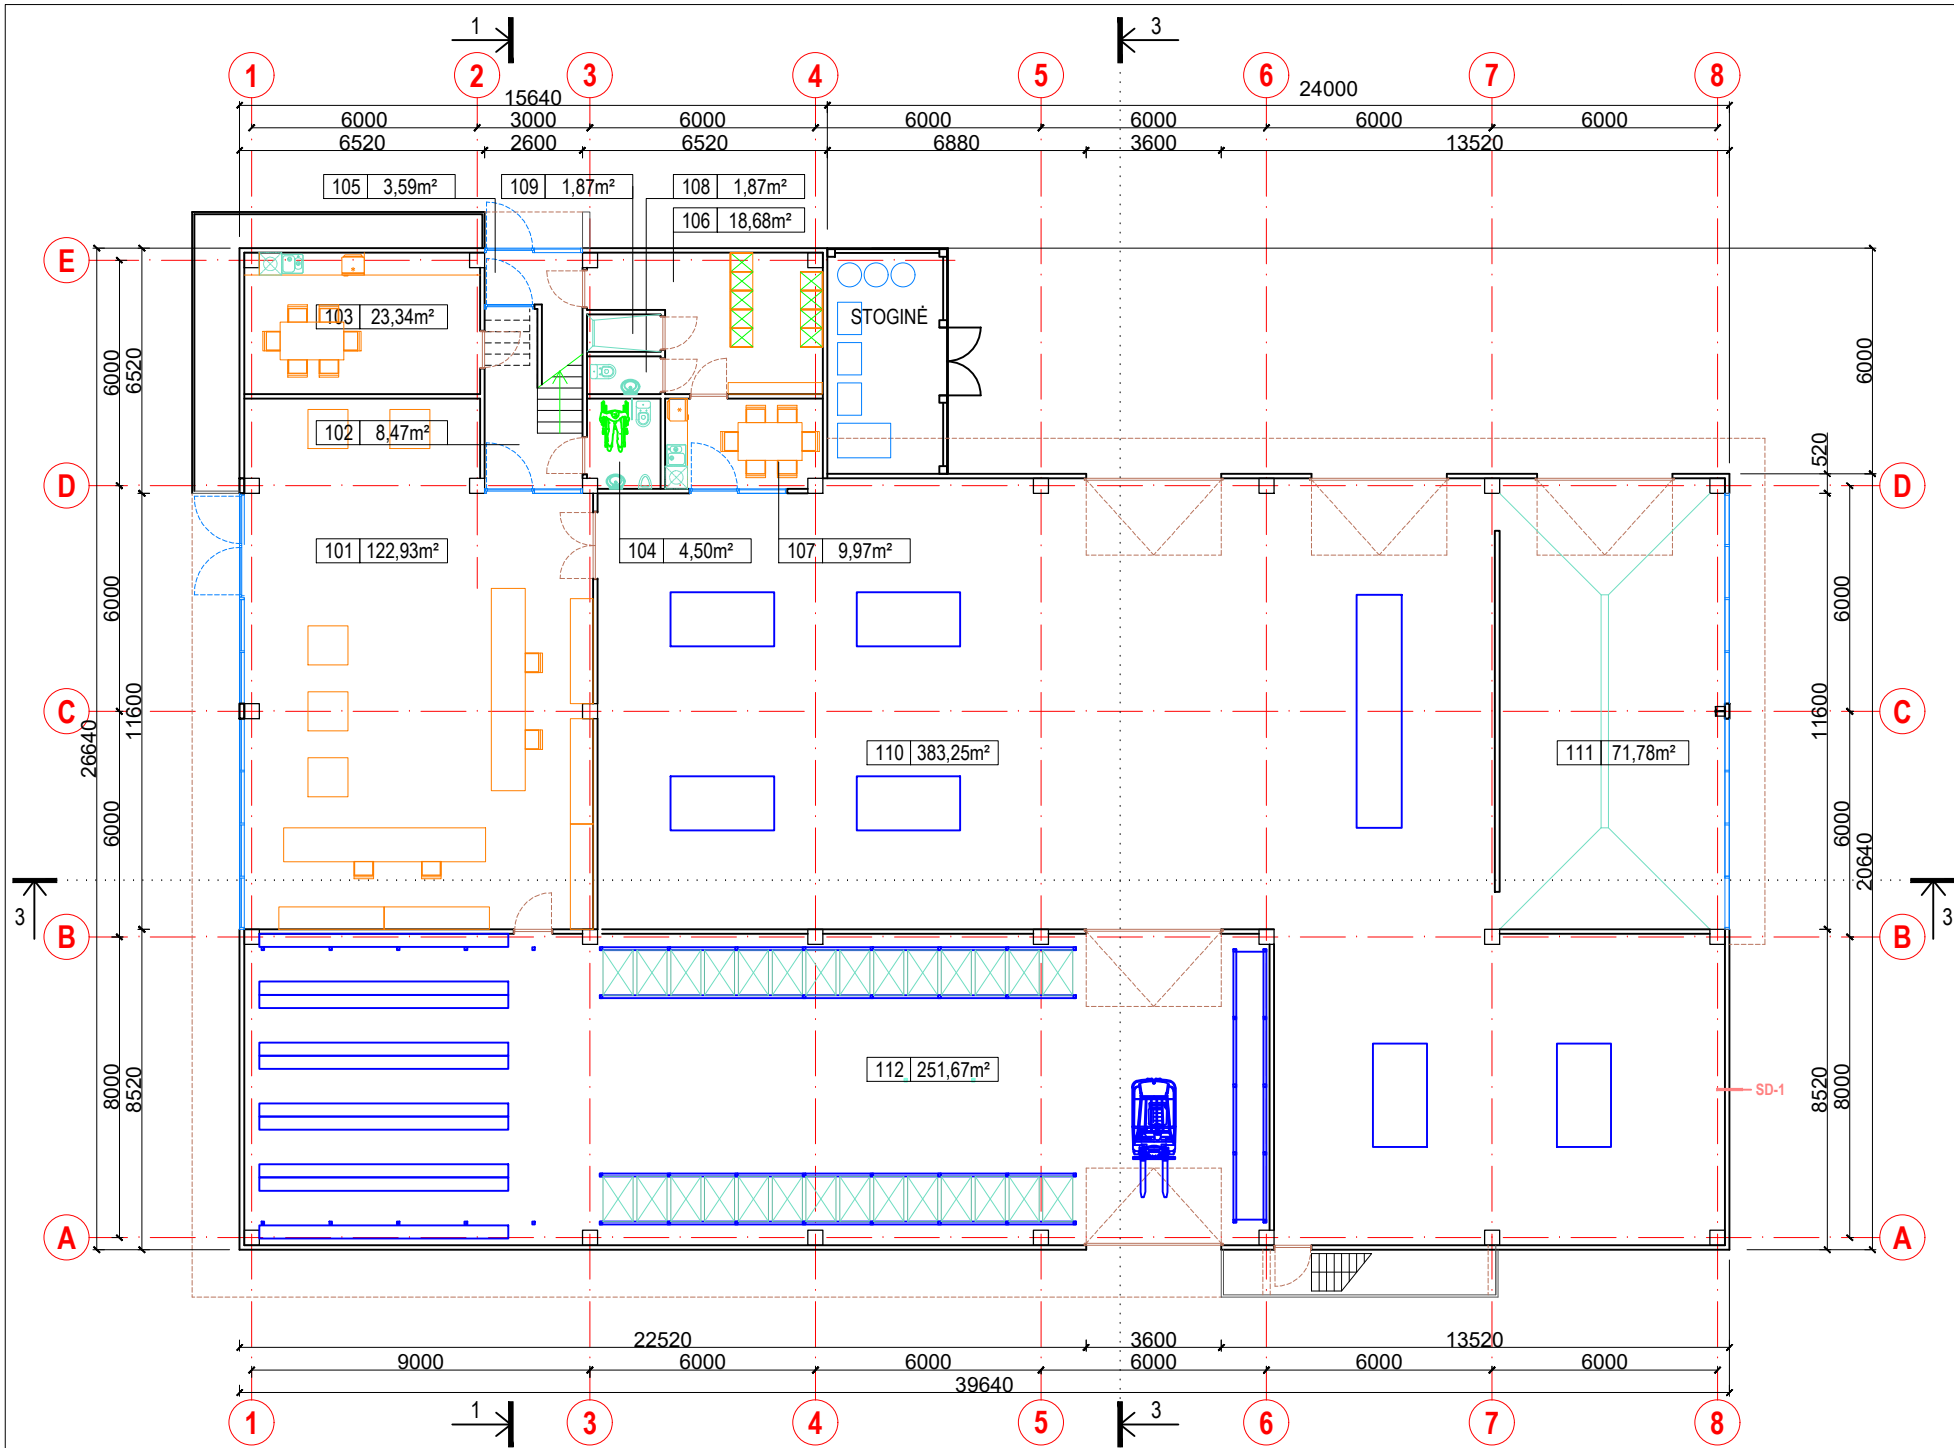 1 3
1 2 3 4 5 6 7 8
15640 24000
6000 3000 6000 6000 6000 6000 6000
6520 2600 6520 6880 3600 13520
105 3,59m² 109 1,87m² 108 1,87m²
106 18,68m²
E
103 23,34m² STOGINĖ
6000 6520 6000
102 8,47m²
520
D D
101 122,93m² 104 4,50m² 107 9,97m²
6000 6000
C C
26640 11600 11600
110 383,25m² 111 71,78m²
6000 6000 20640
3 3
B B
112 251,67m²
8000 8520 8520 8000
SD-1
A A
22520 3600 13520
9000 6000 6000 6000 6000 6000
39640
1 3 4 5 6 7 8
1 3